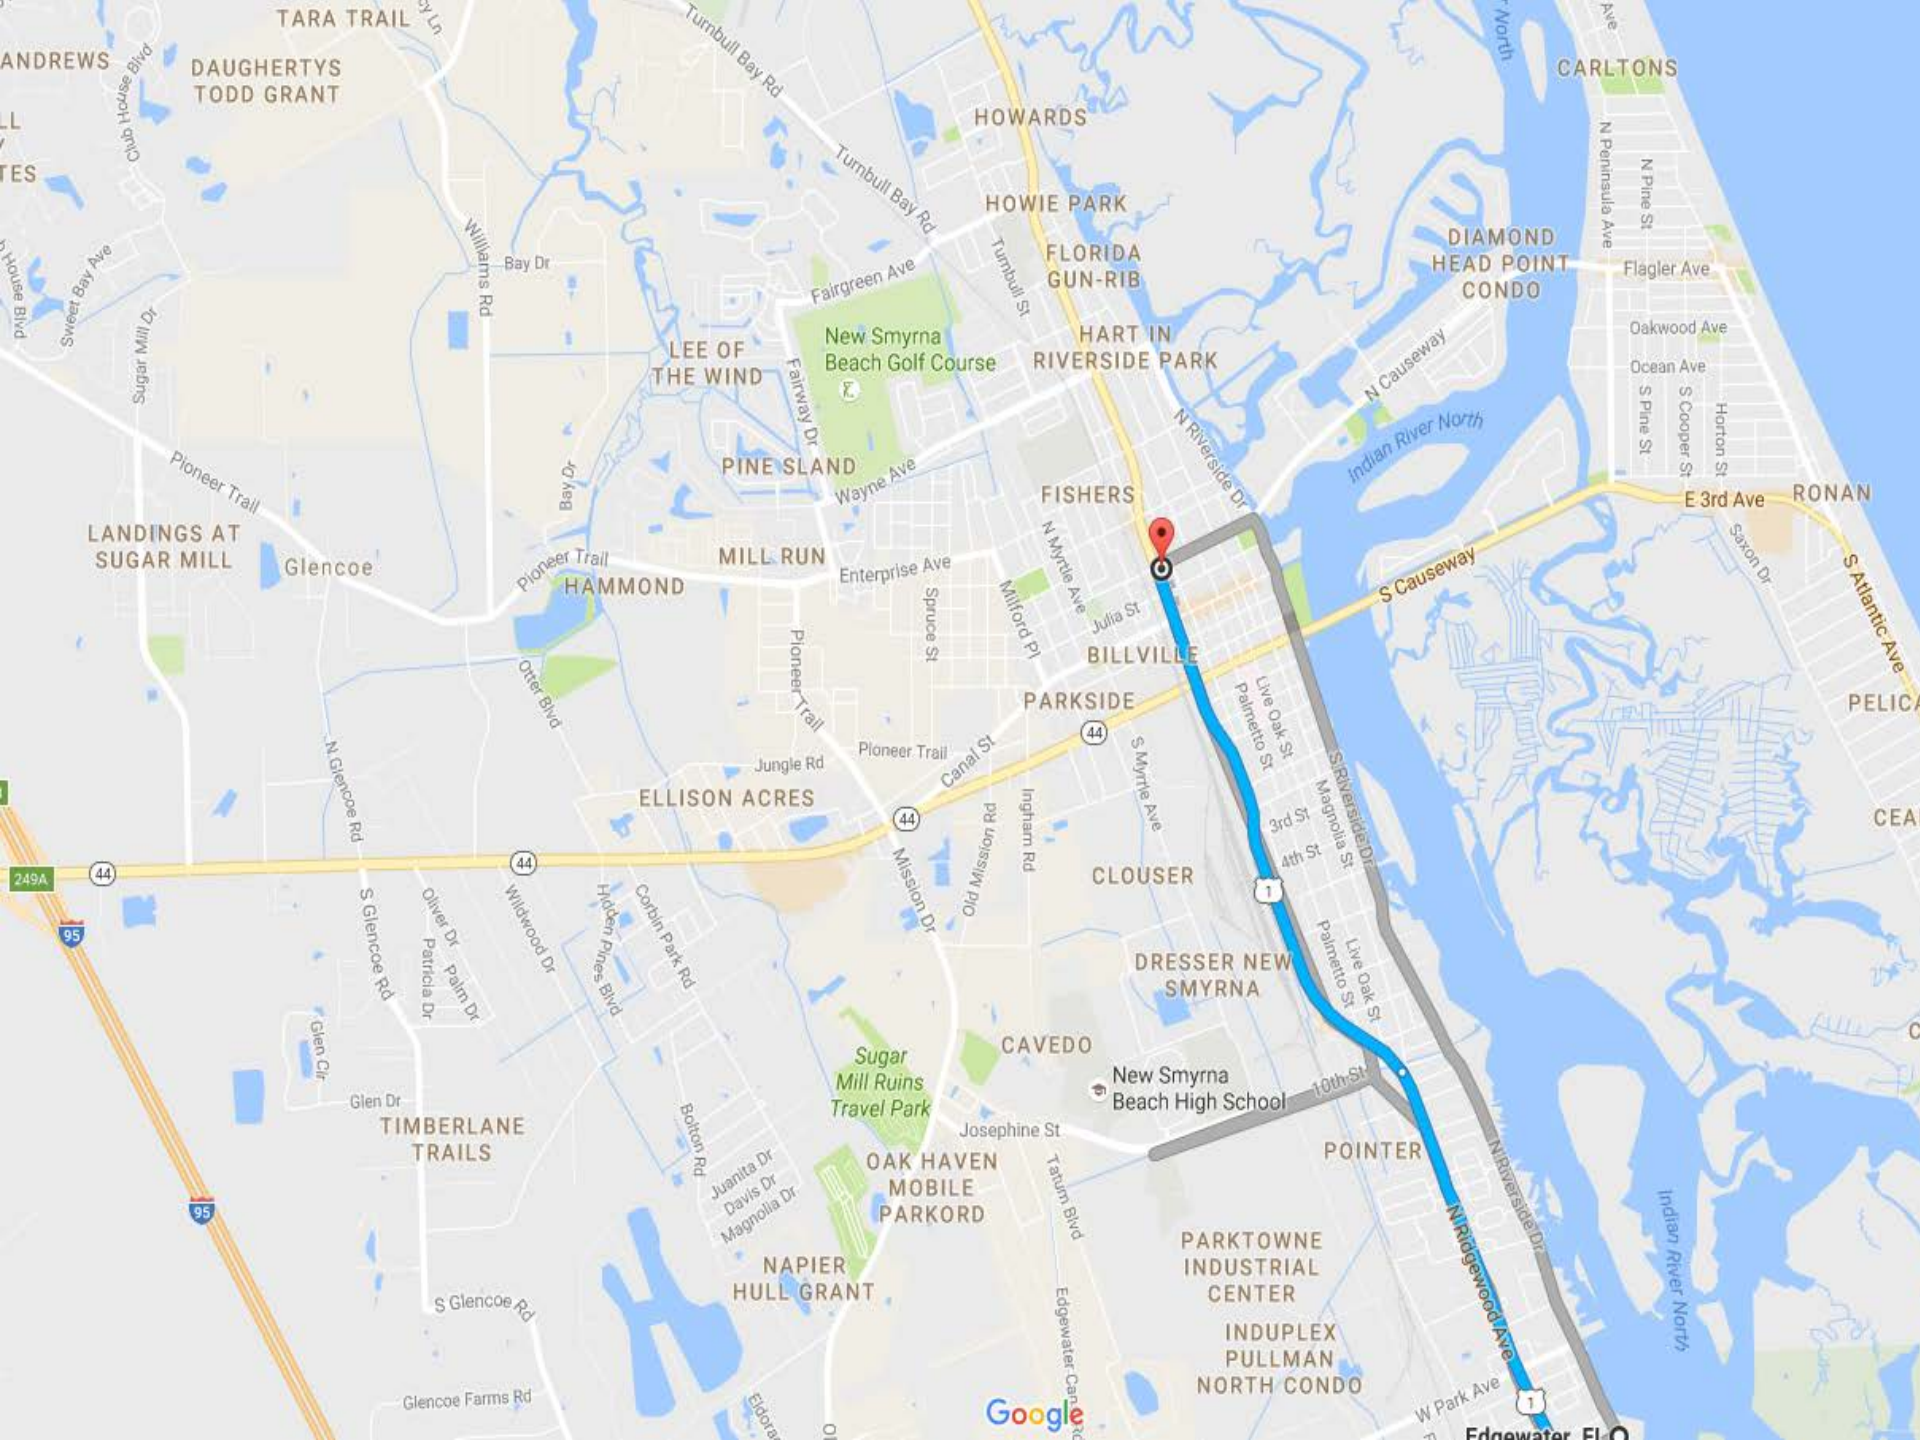 TARA TRAIL
Turnbull Bay Rd
North
Ave
ANDREWS
Club House Blvd
DAUGHERTYS
TODD GRANT
CARLTONS
HOWARDS
Turnbull Bay Rd
N Peninsula Ave
N Pine St
HOWIE PARK
Williams Rd
Bay Dr
Sweet Bay Ave
House Blvd
Sugar Mill Dr
Fairgreen Ave
Turnbull St
FLORIDA
GUN-RIB
DIAMOND
HEAD POINT
CONDO
Flagler Ave
New Smyrna
Beach Golf Course
HART IN
RIVERSIDE PARK
Oakwood Ave
Ocean Ave
LEE OF
THE WIND
Fairway Dr
N Causeway
S Pine St
S Cooper St
Horton St
N Riverside Dr
Indian River North
Pioneer Trail
Bay Dr
PINE SLAND
Wayne Ave
FISHERS
E 3rd Ave
RONAN
LANDINGS AT
SUGAR MILL
Glencoe
Pioneer Trail
HAMMOND
MILL RUN
Enterprise Ave
N Myrtle Ave
Saxon Dr
S Causeway
S Atlantic Ave
Spruce St
Milford Pl
Julia St
BILLVILLE
Otter Blvd
Pioneer Trail
PARKSIDE
Live Oak St
Palmetto St
PELICA
44
N Glencoe Rd
Jungle Rd
Pioneer Trail
Canal St
S Myrtle Ave
S Riverside Dr
Magnolia St
ELLISON ACRES
44
Old Mission Rd
Ingham Rd
3rd St
4th St
CEA
249A
44
44
Mission Dr
CLOUSER
1
95
S Glencoe Rd
Oliver Dr
Patricia Dr
Palm Dr
Wildwood Dr
Hidden Pines Blvd
Corbin Park Rd
DRESSER NEW
SMYRNA
Palmetto St
Live Oak St
Glen Cir
Glen Dr
CAVEDO
Sugar
Mill Ruins
Travel Park
New Smyrna
Beach High School
10th St
TIMBERLANE
TRAILS
Bolton Rd
Josephine St
POINTER
N Riverside Dr
Juanita Dr
Davis Dr
Magnolia Dr
OAK HAVEN
MOBILE
PARKORD
Tatum Blvd
95
Indian River North
N Ridgewood Ave
PARKTOWNE
INDUSTRIAL
CENTER
NAPIER
HULL GRANT
S Glencoe Rd
INDUPLEX
PULLMAN
NORTH CONDO
Glencoe Farms Rd
Google
W Park Ave
1